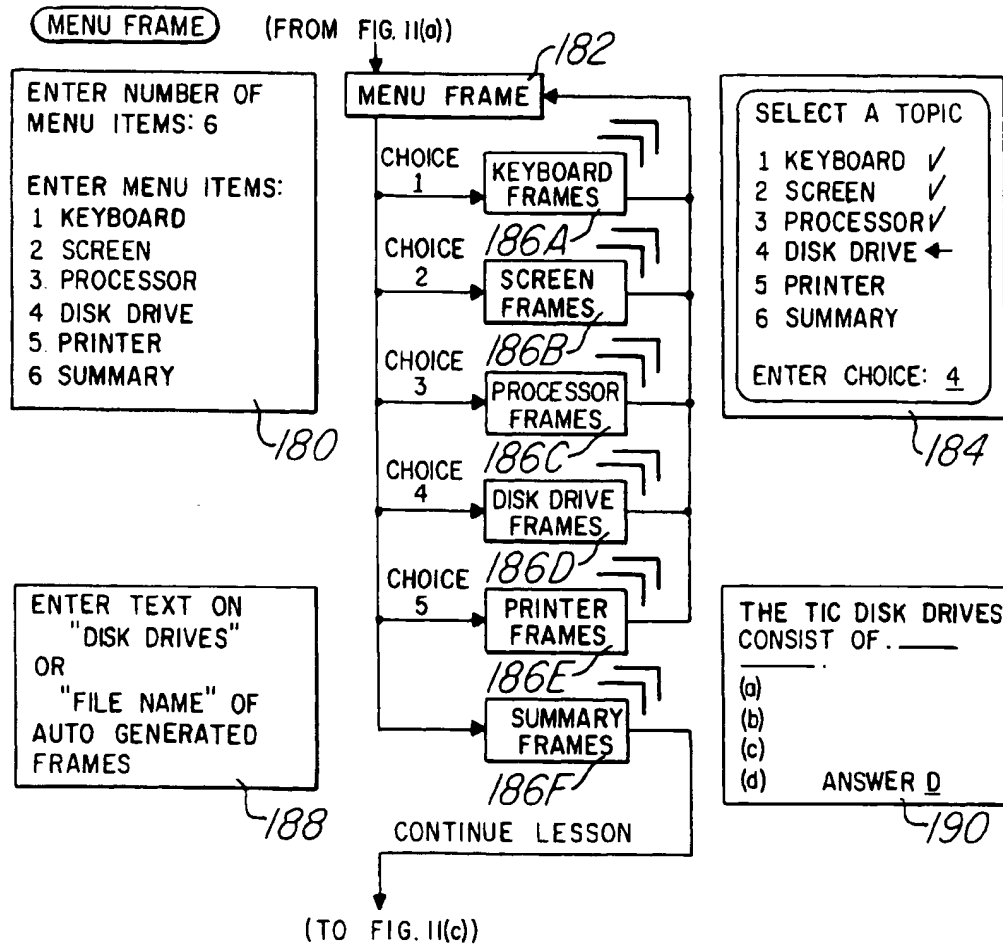 MENU FRAME
(FROM FIG. 11(a))
182
MENU FRAME
ENTER NUMBER OF
MENU ITEMS: 6
ENTER MENU ITEMS:
1 KEYBOARD
2 SCREEN
3. PROCESSOR
4 DISK DRIVE
5. PRINTER
6 SUMMARY
180
CHOICE
1
KEYBOARD
FRAMES
186A
CHOICE
2
SCREEN
FRAMES
186B
CHOICE
3
PROCESSOR
FRAMES
186C
CHOICE
4
DISK DRIVE
FRAMES
186D
CHOICE
5
PRINTER
FRAMES
186E
SUMMARY
FRAMES
186F
CONTINUE LESSON
(TO FIG. 11(c))
SELECT A TOPIC
1 KEYBOARD ✓
2 SCREEN ✓
3 PROCESSOR ✓
4 DISK DRIVE ←
5 PRINTER
6 SUMMARY
ENTER CHOICE: 4
184
ENTER TEXT ON
"DISK DRIVES"
OR
"FILE NAME" OF
AUTO GENERATED
FRAMES
188
THE TIC DISK DRIVES
CONSIST OF. ____
____.
(a)
(b)
(c)
(d) ANSWER D
190